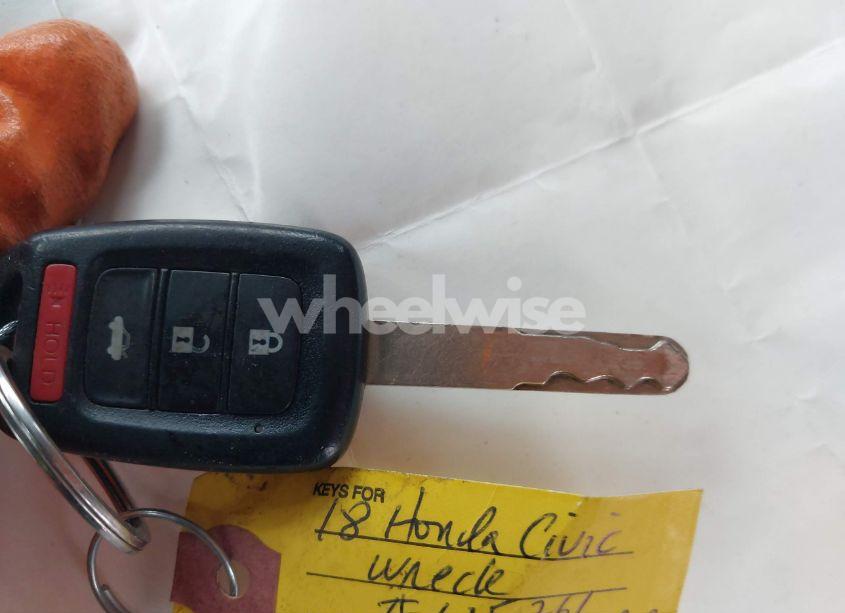 wheelwise
HOLD
KEYS FOR
18 Honda Civic
wreck